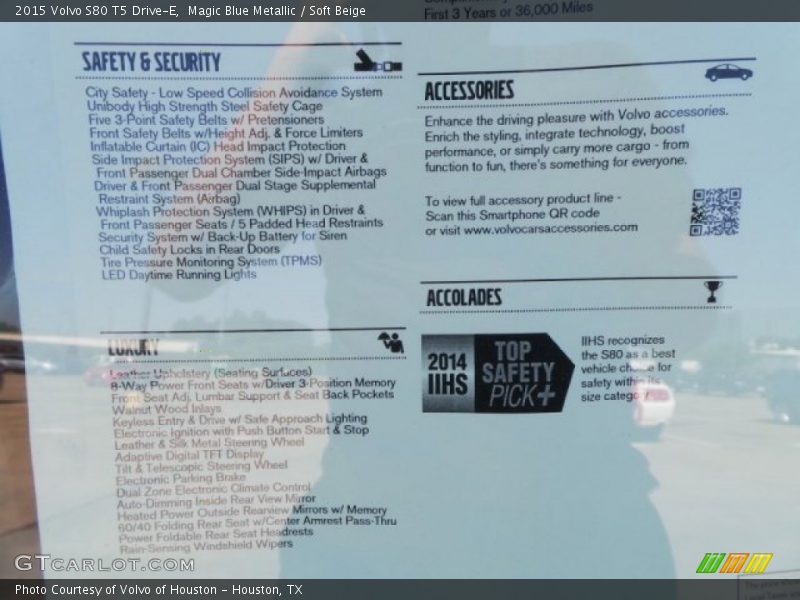 2015 Volvo S80 T5 Drive-E, Magic Blue Metallic / Soft Beige
First 3 Years or 36,000 Miles
SAFETY & SECURITY
City Safety - Low Speed Collision Avoidance System
Unibody High Strength Steel Safety Cage
Five 3-Point Safety Belts w/ Pretensioners
Front Safety Belts w/Height Adj. & Force Limiters
Inflatable Curtain (IC) Head Impact Protection
Side Impact Protection System (SIPS) w/ Driver &
Front Passenger Dual Chamber Side-Impact Airbags
Driver & Front Passenger Dual Stage Supplemental
Restraint System (Airbag)
Whiplash Protection System (WHIPS) in Driver &
Front Passenger Seats / 5 Padded Head Restraints
Security System w/ Back-Up Battery for Siren
Child Safety Locks in Rear Doors
Tire Pressure Monitoring System (TPMS)
LED Daytime Running Lights
LUXURY
Leather Upholstery (Seating Surfaces)
8-Way Power Front Seats w/Driver 3-Position Memory
Front Seat Adj. Lumbar Support & Seat Back Pockets
Walnut Wood Inlays
Keyless Entry & Drive w/ Safe Approach Lighting
Electronic Ignition with Push Button Start & Stop
Leather & Silk Metal Steering Wheel
Adaptive Digital TFT Display
Tilt & Telescopic Steering Wheel
Electronic Parking Brake
Dual Zone Electronic Climate Control
Auto-Dimming Inside Rear View Mirror
Heated Power Outside Rearview Mirrors w/ Memory
60/40 Folding Rear Seat w/Center Armrest Pass-Thru
Power Foldable Rear Seat Headrests
Rain-Sensing Windshield Wipers
ACCESSORIES
Enhance the driving pleasure with Volvo accessories.
Enrich the styling, integrate technology, boost
performance, or simply carry more cargo - from
function to fun, there's something for everyone.
To view full accessory product line -
Scan this Smartphone QR code
or visit www.volvocarsaccessories.com
ACCOLADES
2014
IIHS
TOP
SAFETY
PICK+
IIHS recognizes
the S80 as a best
vehicle choice for
safety within its
size category
GTCARLOT.COM
Photo Courtesy of Volvo of Houston - Houston, TX